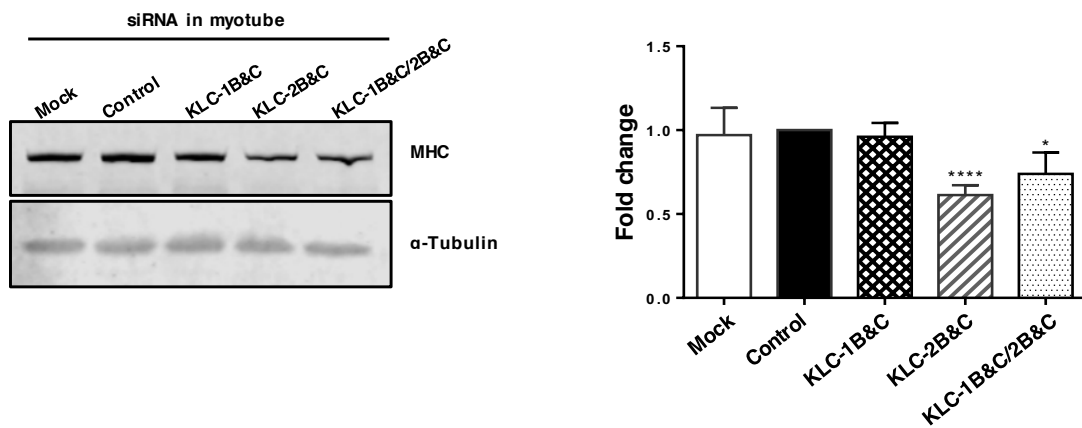 siRNA in myotube
Mock
Control
KLC-1B&C
KLC-2B&C
KLC-1B&C/2B&C
MHC
α-Tubulin
Fold change
1.5
1.0
0.5
0.0
****
*
Mock
Control
KLC-1B&C
KLC-2B&C
KLC-1B&C/2B&C